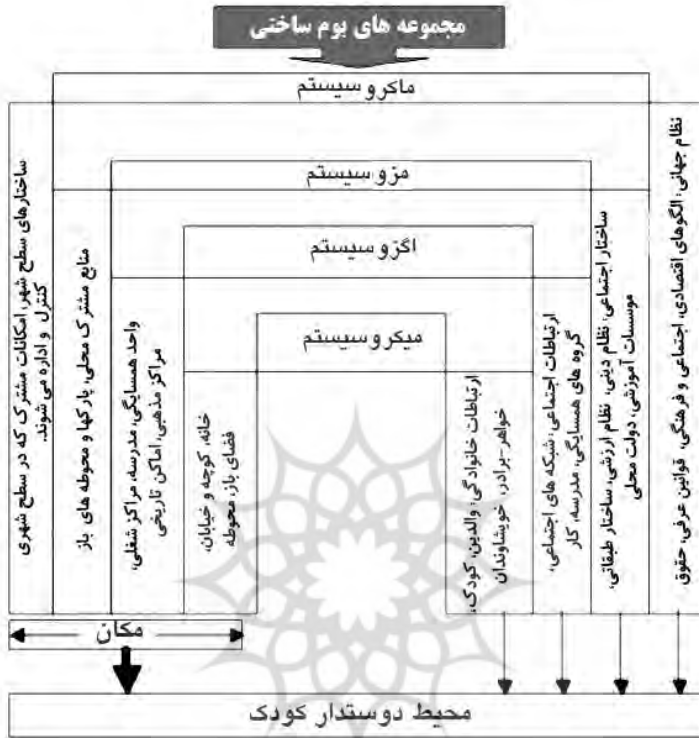 مجموعه های بوم ساختی
ماکرو سیستم
مزو سیستم
اگزو سیستم
میکرو سیستم
نظام جهانی: الگوهای اقتصادی، اجتماعی و فرهنگی، قوانین عرفی، حقوق
ساختار اجتماعی: نظام دینی، نظام ارزشی، ساختار طبقاتی،
موسسات آموزشی، دولت محلی
ارتباطات اجتماعی: شبکه های اجتماعی،
گروه های همسایگی، مدرسه، کار
ارتباطات خانوادگی: والدین، کودک،
خواهر-برادر، خویشاوندان
خانه، کوچه و خیابان،
فضای باز، محوطه
واحد همسایگی، مدرسه، مراکز شغلی،
مراکز مذهبی، اماکن تاریخی
منابع مشترک محلی، پارکها و محوطه های باز
ساختارهای سطح شهر، امکانات مشترک که در سطح شهری
کنترل و اداره می شوند.
مکان
محیط دوستدار کودک